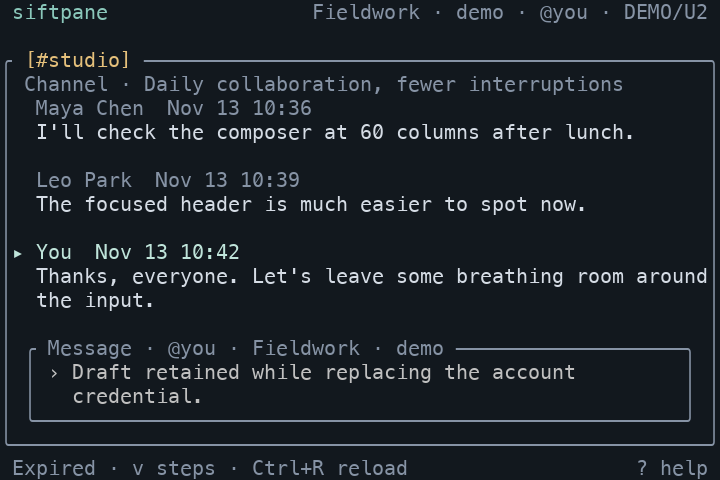 siftpane Fieldwork · demo · @you · DEMO/U2
[#studio]
Channel · Daily collaboration, fewer interruptions
Maya Chen Nov 13 10:36
I'll check the composer at 60 columns after lunch.
Leo Park Nov 13 10:39
The focused header is much easier to spot now.
▸ You Nov 13 10:42
Thanks, everyone. Let's leave some breathing room around
the input.
Message · @you · Fieldwork · demo
› Draft retained while replacing the account
credential.
Expired · v steps · Ctrl+R reload ? help